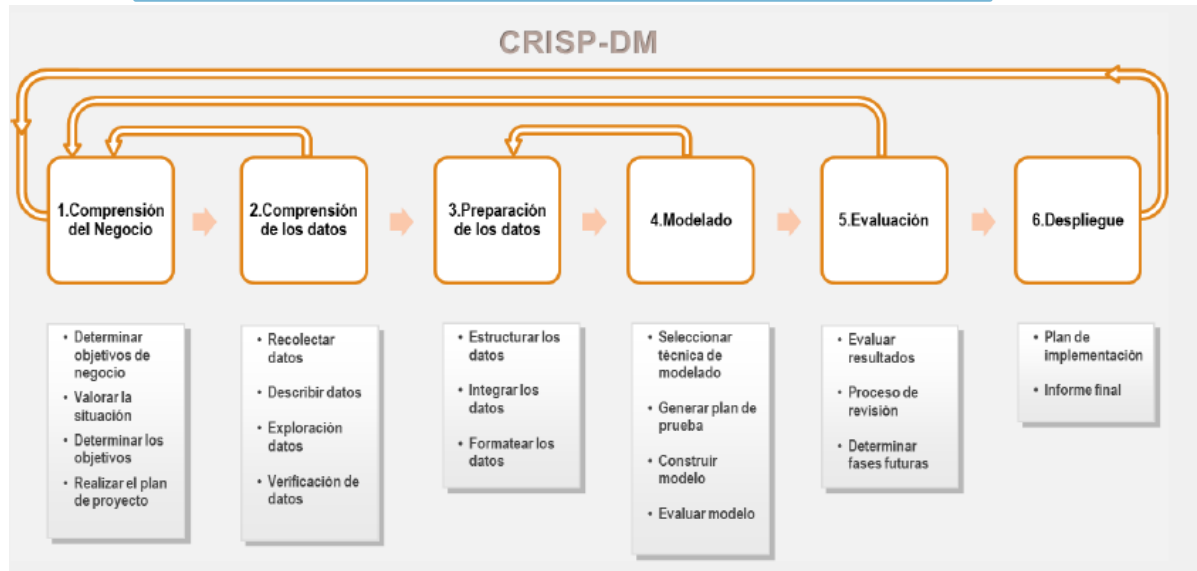 CRISP-DM
1.Comprensión
del Negocio
2.Comprensión
de los datos
3.Preparación
de los datos
4.Modelado
5.Evaluación
6.Despliegue
• Determinar
objetivos de
negocio
• Valorar la
situación
• Determinar los
objetivos
• Realizar el plan
de proyecto
• Recolectar
datos
• Describir datos
• Exploración
datos
• Verificación de
datos
• Estructurar los
datos
• Integrar los
datos
• Formatear los
datos
• Seleccionar
técnica de
modelado
• Generar plan de
prueba
• Construir
modelo
• Evaluar modelo
• Evaluar
resultados
• Proceso de
revisión
• Determinar
fases futuras
• Plan de
implementación
• Informe final